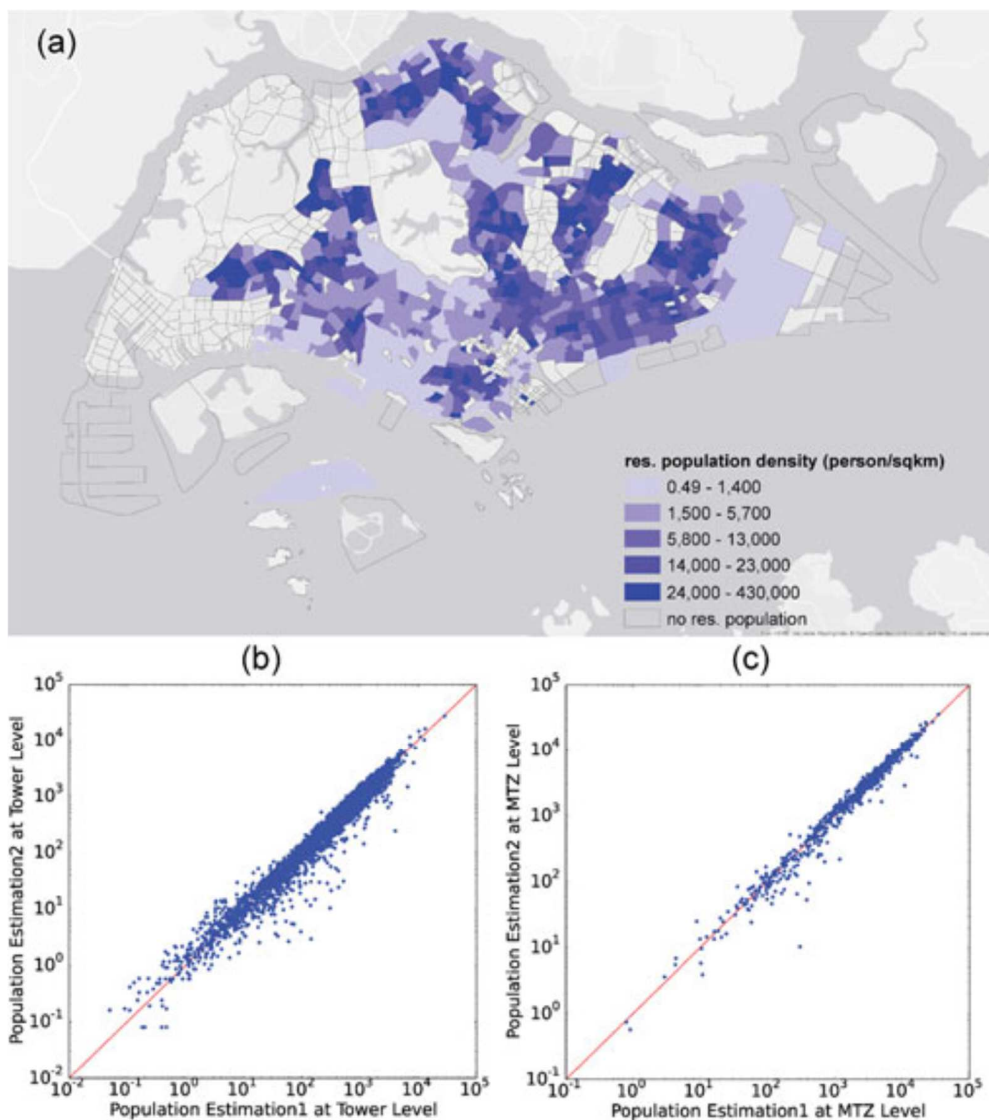 (a)
res. population density (person/sqkm)
0.49 - 1,400
1,500 - 5,700
5,800 - 13,000
14,000 - 23,000
24,000 - 430,000
no res. population
(b)
10^5
10^4
10^3
10^2
10^1
10^0
10^-1
10^-2
Population Estimation2 at Tower Level
10^-2 10^-1 10^0 10^1 10^2 10^3 10^4 10^5
Population Estimation1 at Tower Level
(c)
10^5
10^4
10^3
10^2
10^1
10^0
10^-1
Population Estimation2 at MTZ Level
10^-1 10^0 10^1 10^2 10^3 10^4 10^5
Population Estimation1 at MTZ Level